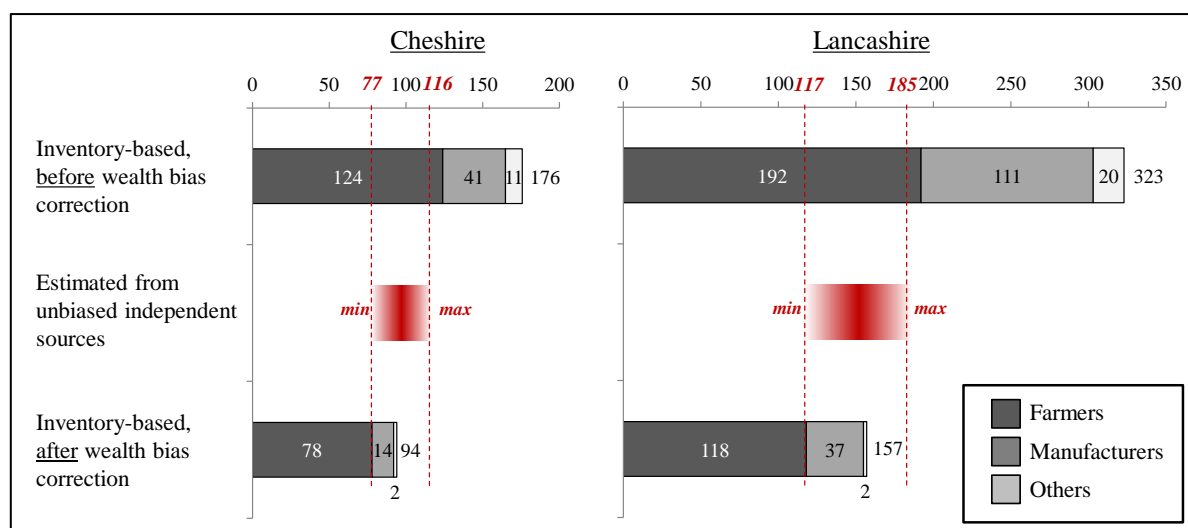 Cheshire Lancashire
0 50 77 100 116 150 200 0 50 100 117 150 185 200 250 300 350
Inventory-based,
before wealth bias
correction
124 41 11 176 192 111 20 323
Estimated from
unbiased independent
sources
min max min max
Inventory-based,
after wealth bias
correction
78 14 94 118 37 157
2 2
Farmers
Manufacturers
Others